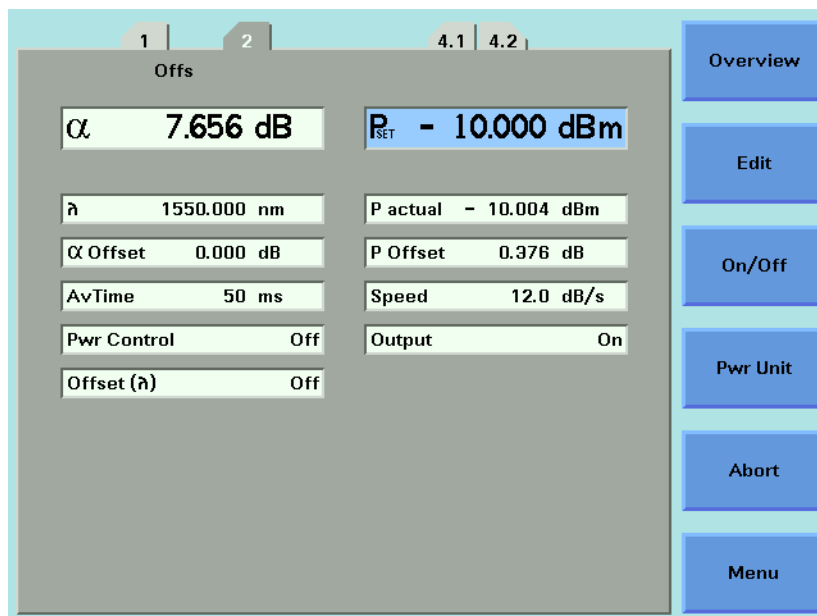 1 2 4.1 4.2
Offs
α 7.656 dB
PSET - 10.000 dBm
λ 1550.000 nm
P actual - 10.004 dBm
α Offset 0.000 dB
P Offset 0.376 dB
AvTime 50 ms
Speed 12.0 dB/s
Pwr Control Off
Output On
Offset (λ) Off
Overview
Edit
On/Off
Pwr Unit
Abort
Menu